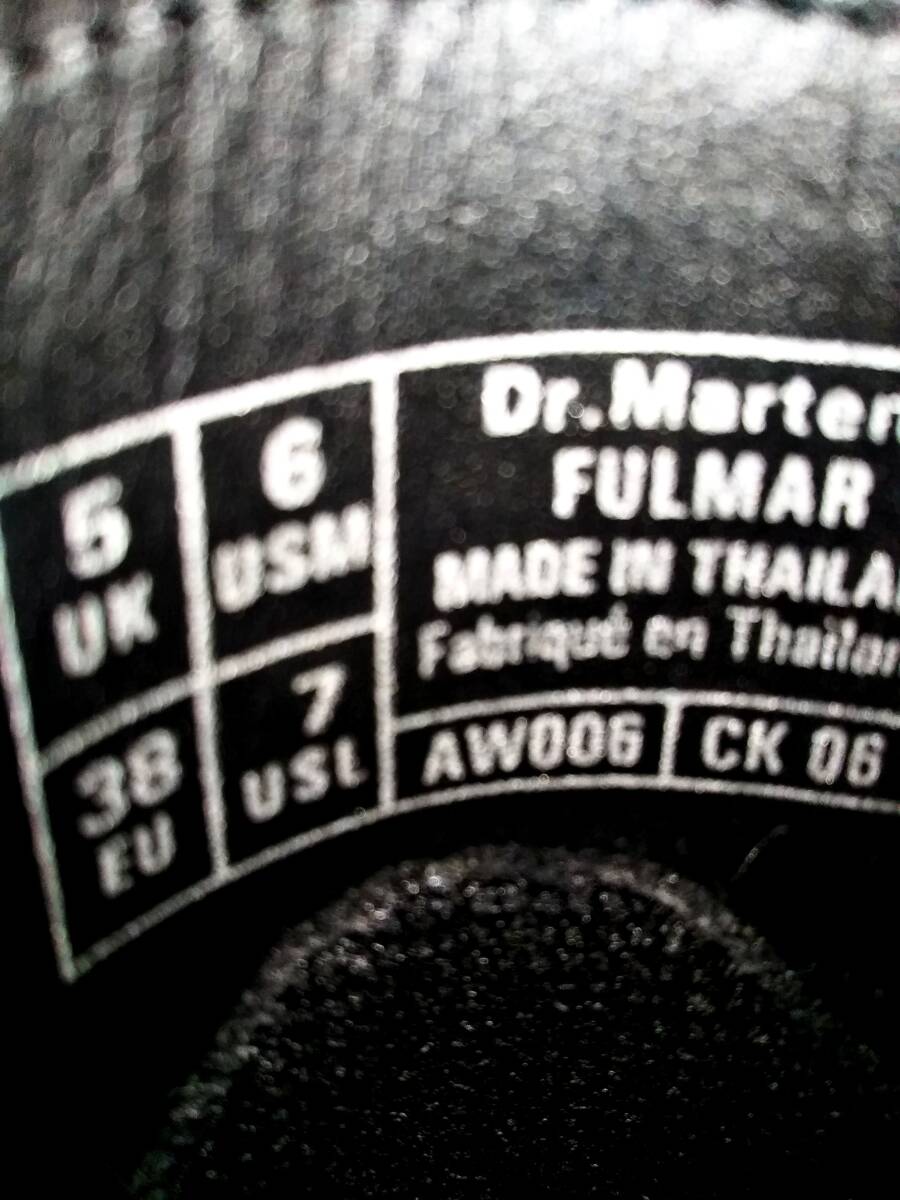 5
UK
6
USM
38
EU
7
USL
Dr.Marten
FULMAR
MADE IN THAILA
Fabriqué en Thailan
AW006
CK 06